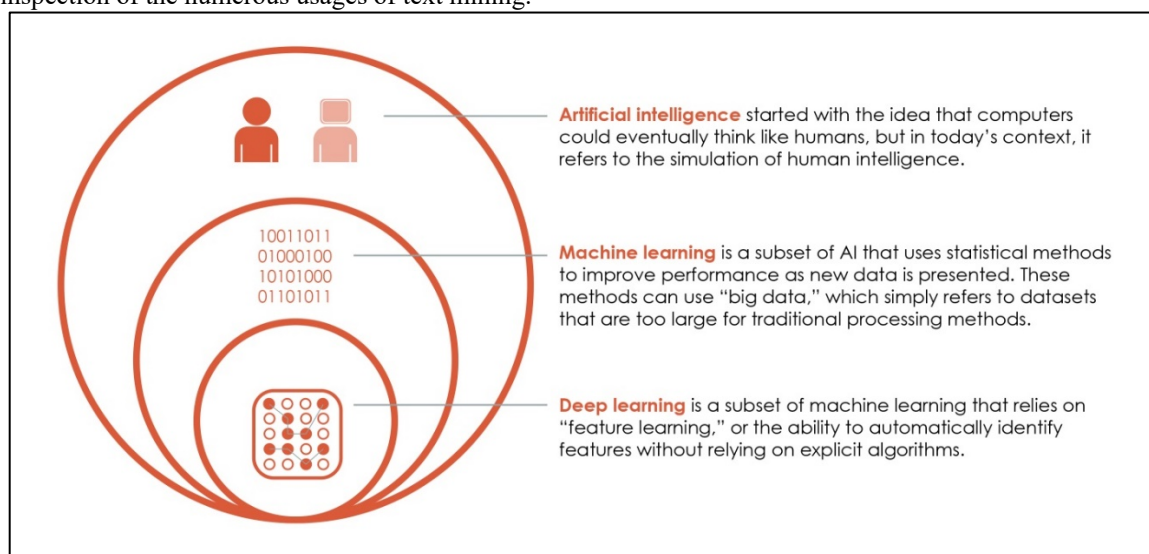 inspection of the numerous usages of text mining.
Artificial intelligence started with the idea that computers
could eventually think like humans, but in today’s context, it
refers to the simulation of human intelligence.
10011011
01000100
10101000
01101011
Machine learning is a subset of AI that uses statistical methods
to improve performance as new data is presented. These
methods can use “big data,” which simply refers to datasets
that are too large for traditional processing methods.
Deep learning is a subset of machine learning that relies on
“feature learning,” or the ability to automatically identify
features without relying on explicit algorithms.